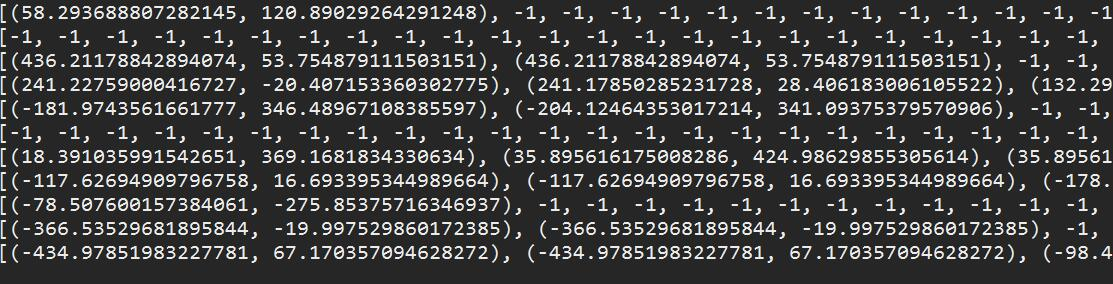 [(58.293688807282145, 120.89029264291248), -1, -1, -1, -1, -1, -1, -1, -1, -1, -1, -1, -1
[-1, -1, -1, -1, -1, -1, -1, -1, -1, -1, -1, -1, -1, -1, -1, -1, -1, -1, -1, -1, -1, -1,
[(436.21178842894074, 53.754879111503151), (436.21178842894074, 53.754879111503151), -1, -1,
[(241.22759000416727, -20.407153360302775), (241.17850285231728, 28.406183006105522), (132.29
[(-181.9743561661777, 346.48967108385597), (-204.12464353017214, 341.09375379570906), -1, -1,
[-1, -1, -1, -1, -1, -1, -1, -1, -1, -1, -1, -1, -1, -1, -1, -1, -1, -1, -1, -1, -1, -1,
[(18.391035991542651, 369.1681834330634), (35.895616175008286, 424.98629855305614), (35.89561
[(-117.62694909796758, 16.693395344989664), (-117.62694909796758, 16.693395344989664), (-178.
[(-78.507600157384061, -275.85375716346937), -1, -1, -1, -1, -1, -1, -1, -1, -1, -1, -1,
[(-366.53529681895844, -19.997529860172385), (-366.53529681895844, -19.997529860172385), -1,
[(-434.97851983227781, 67.170357094628272), (-434.97851983227781, 67.170357094628272), (-98.4